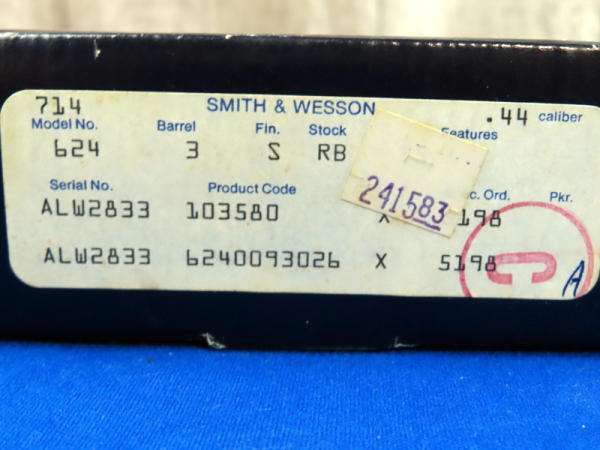 714 SMITH & WESSON .44 caliber
Model No. Barrel Fin. Stock Features
624 3 S RB
241583
Serial No. Product Code c. Ord. Pkr.
ALW2833 103580 X 198
ALW2833 6240093026 X 5198
C
A